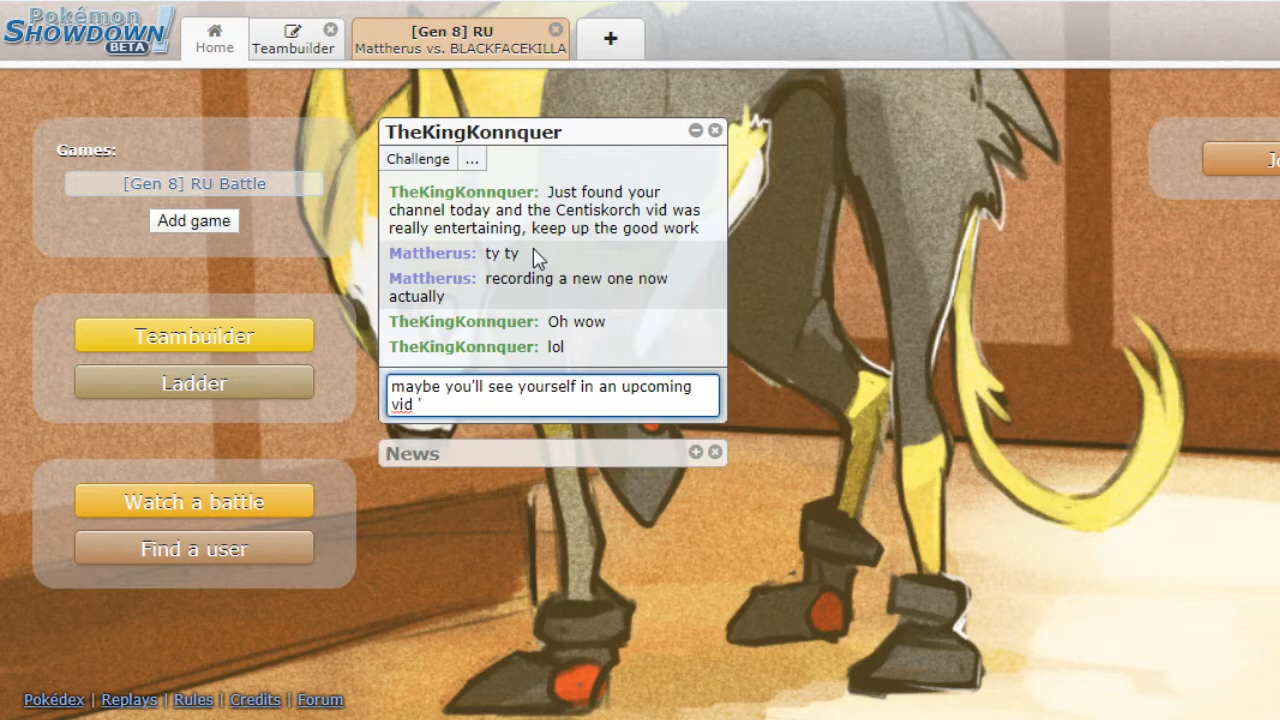 Pokémon
SHOWDOWN!
BETA
Home
Teambuilder
[Gen 8] RU
Mattherus vs. BLACKFACEKILLA
+
Games:
[Gen 8] RU Battle
Add game
Teambuilder
Ladder
Watch a battle
Find a user
TheKingKonnquer
Challenge
...
TheKingKonnquer: Just found your
channel today and the Centiskorch vid was
really entertaining, keep up the good work
Mattherus: ty ty
Mattherus: recording a new one now
actually
TheKingKonnquer: Oh wow
TheKingKonnquer: lol
maybe you'll see yourself in an upcoming
vid '
News
Pokédex | Replays | Rules | Credits | Forum